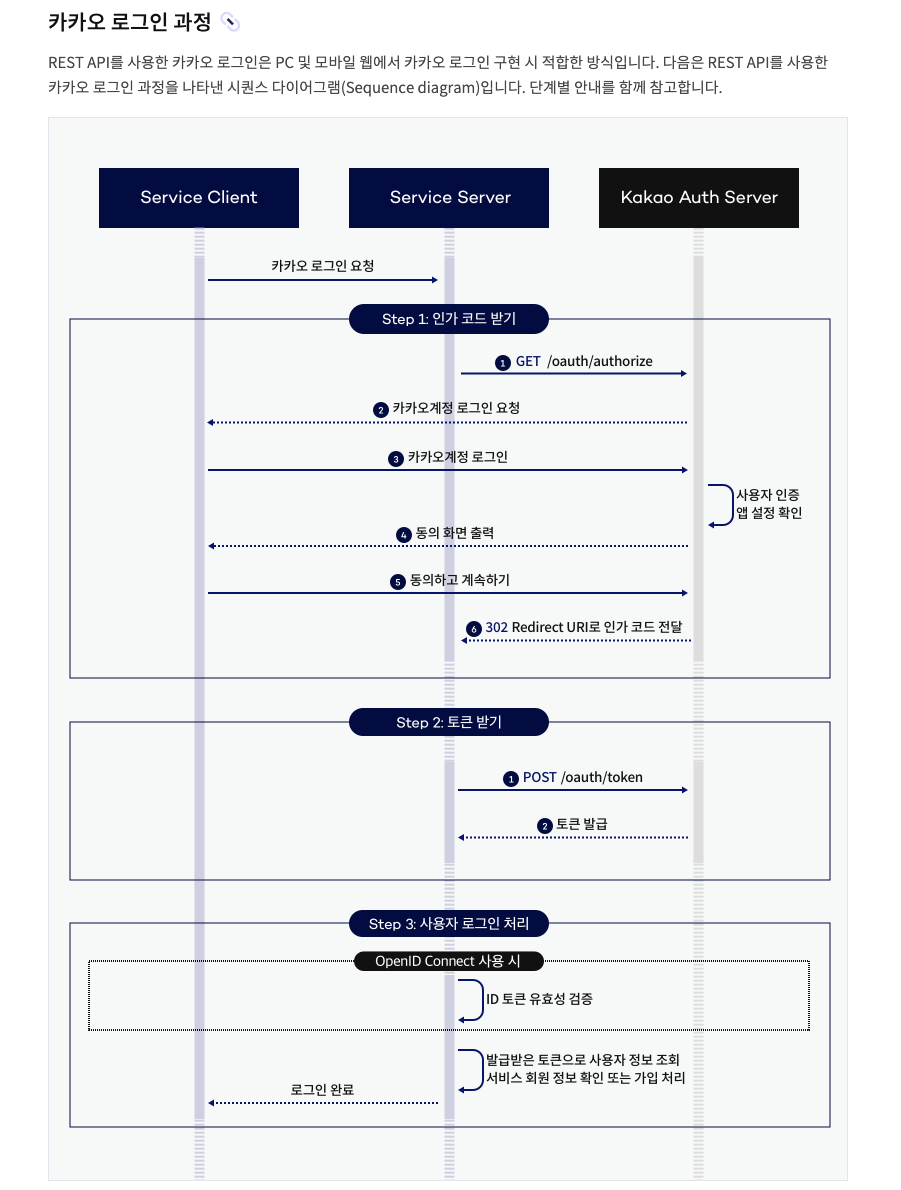 카카오 로그인 과정
REST API를 사용한 카카오 로그인은 PC 및 모바일 웹에서 카카오 로그인 구현 시 적합한 방식입니다. 다음은 REST API를 사용한
카카오 로그인 과정을 나타낸 시퀀스 다이어그램(Sequence diagram)입니다. 단계별 안내를 함께 참고합니다.
Service Client
Service Server
Kakao Auth Server
카카오 로그인 요청
Step 1: 인가 코드 받기
1 GET /oauth/authorize
2 카카오계정 로그인 요청
3 카카오계정 로그인
사용자 인증
앱 설정 확인
4 동의 화면 출력
5 동의하고 계속하기
6 302 Redirect URI로 인가 코드 전달
Step 2: 토큰 받기
1 POST /oauth/token
2 토큰 발급
Step 3: 사용자 로그인 처리
OpenID Connect 사용 시
ID 토큰 유효성 검증
발급받은 토큰으로 사용자 정보 조회
서비스 회원 정보 확인 또는 가입 처리
로그인 완료